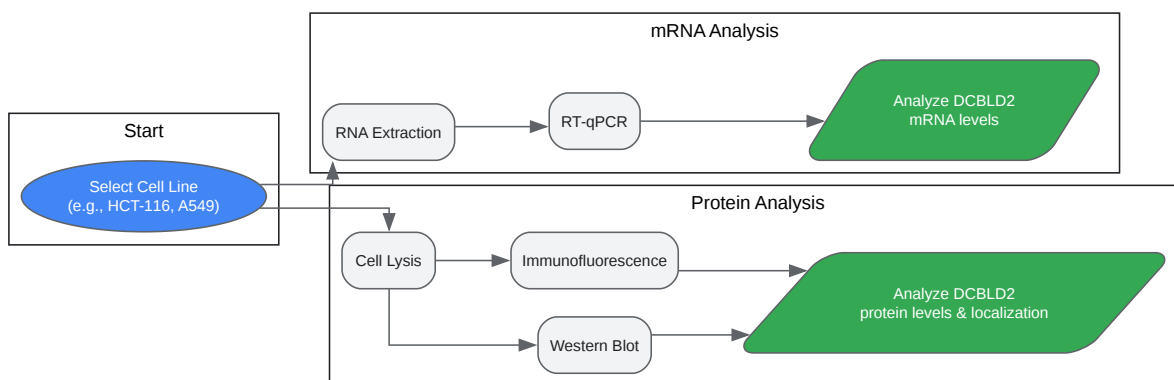 mRNA Analysis
RNA Extraction
RT-qPCR
Analyze DCBLD2
mRNA levels
Start
Select Cell Line
(e.g., HCT-116, A549)
Protein Analysis
Cell Lysis
Immunofluorescence
Western Blot
Analyze DCBLD2
protein levels & localization